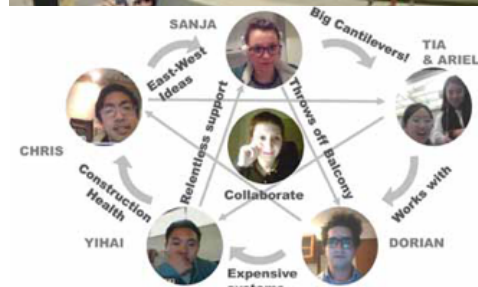 SANJA
Big Cantilevers!
TIA
& ARIEL
East-West
Ideas
CHRIS
Relentless support
Throws off Balcony
Collaborate
Construction
Health
Works with
YIHAI
DORIAN
Expensive
systems